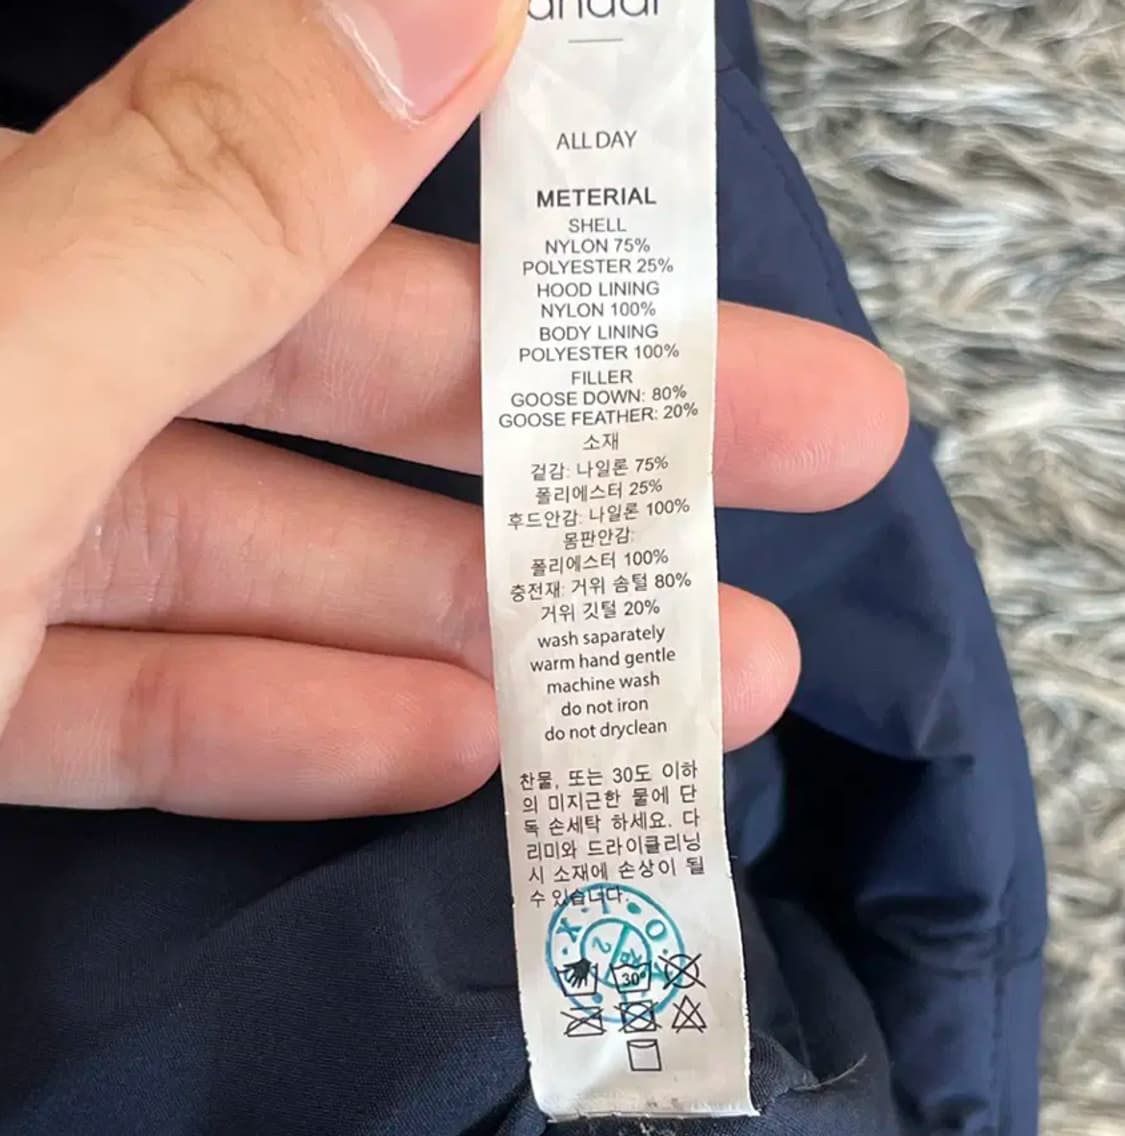 andar
ALL DAY
METERIAL
SHELL
NYLON 75%
POLYESTER 25%
HOOD LINING
NYLON 100%
BODY LINING
POLYESTER 100%
FILLER
GOOSE DOWN: 80%
GOOSE FEATHER: 20%
소재
겉감: 나일론 75%
폴리에스터 25%
후드안감: 나일론 100%
몸판안감:
폴리에스터 100%
충전재: 거위 솜털 80%
거위 깃털 20%
wash saparately
warm hand gentle
machine wash
do not iron
do not dryclean
찬물, 또는 30도 이하
의 미지근한 물에 단
독 손세탁 하세요. 다
리미와 드라이클리닝
시 소재에 손상이 될
수 있습니다.
30°